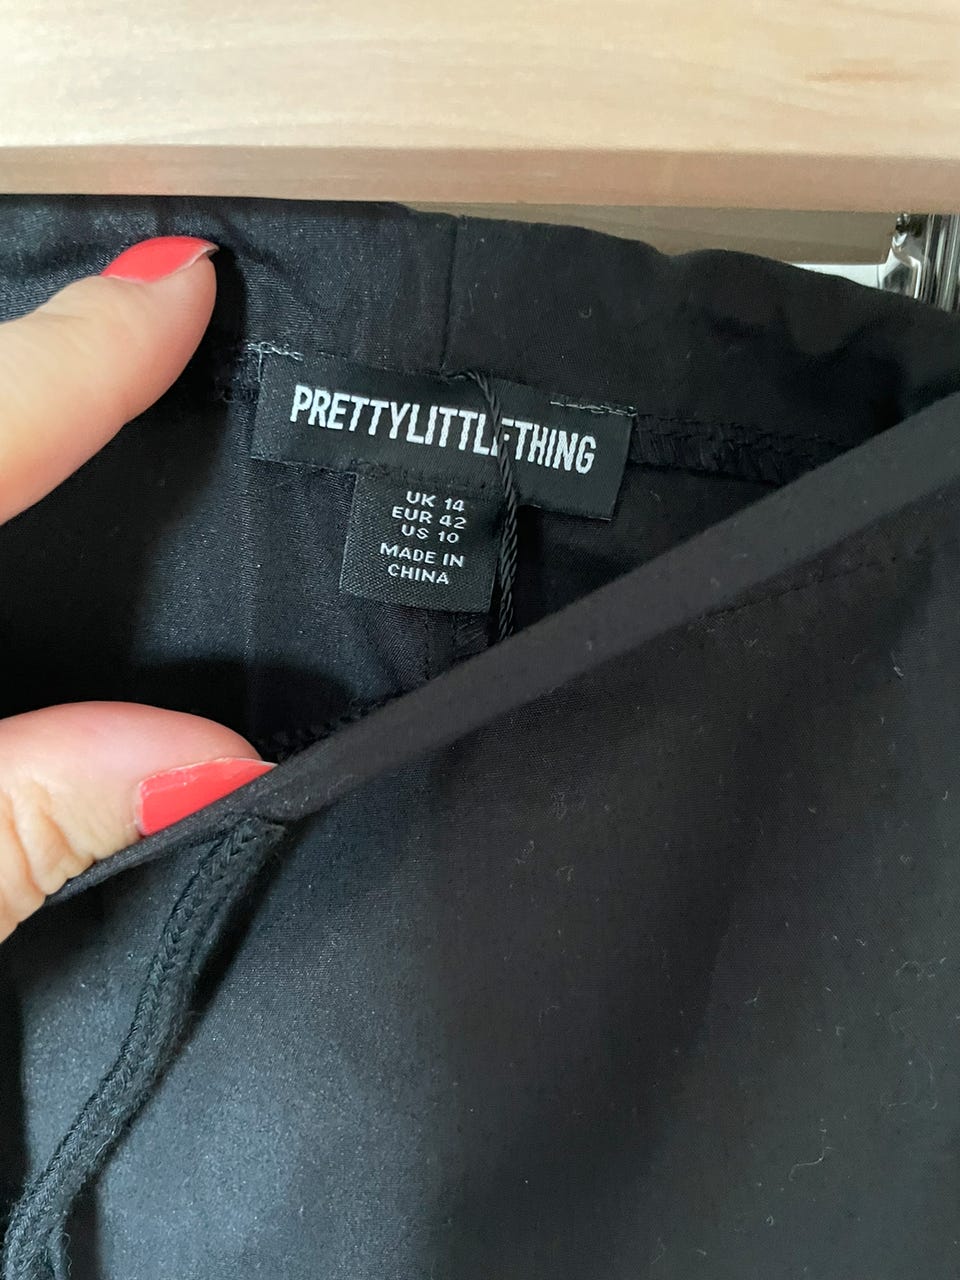 PRETTYLITTLETHING
UK 14
EUR 42
US 10
MADE IN
CHINA